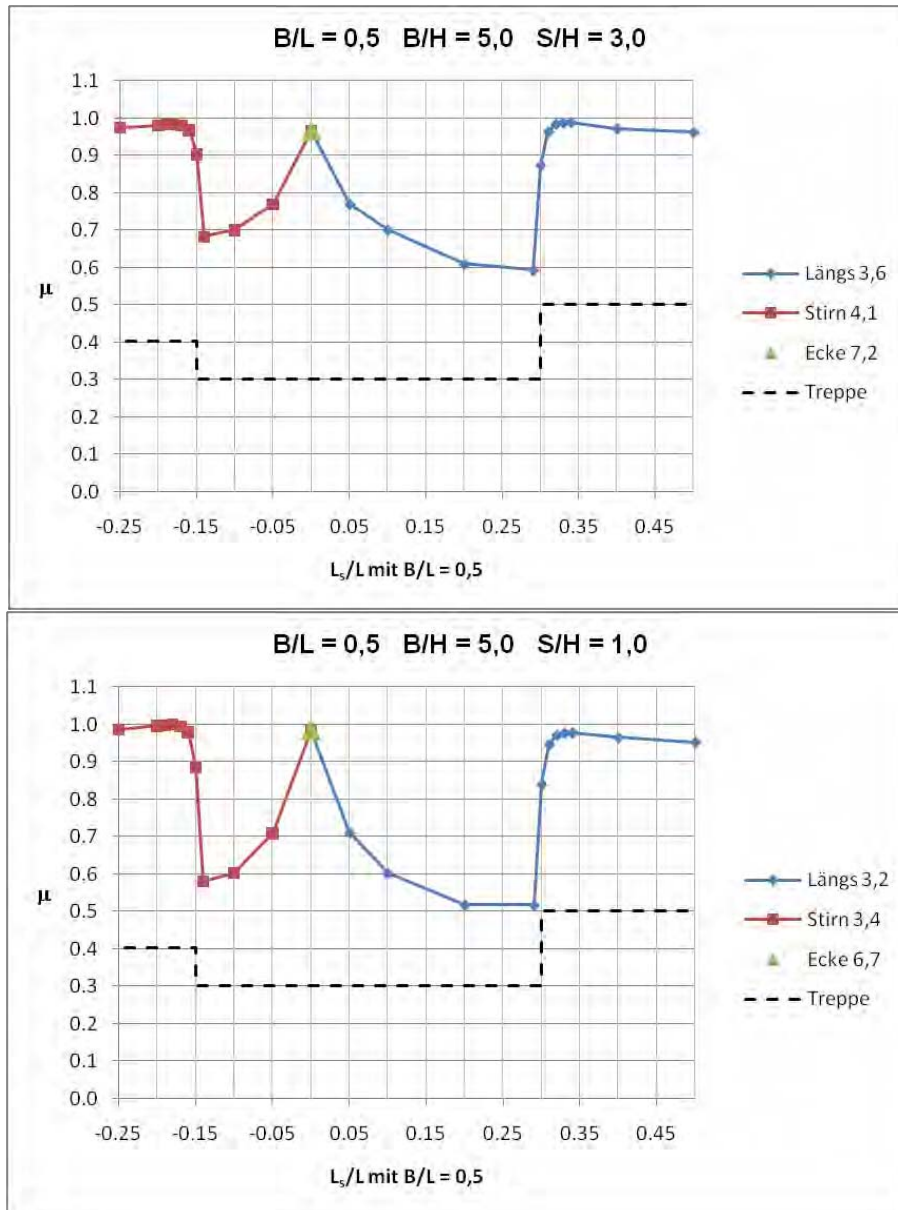 B/L = 0,5 B/H = 5,0 S/H = 3,0
1.1
1.0
0.9
0.8
0.7
0.6
μ
0.5
0.4
0.3
0.2
0.1
0.0
-0.25 -0.15 -0.05 0.05 0.15 0.25 0.35 0.45
Ls/L mit B/L = 0,5
Längs 3,6
Stirn 4,1
Ecke 7,2
Treppe
B/L = 0,5 B/H = 5,0 S/H = 1,0
1.1
1.0
0.9
0.8
0.7
0.6
μ
0.5
0.4
0.3
0.2
0.1
0.0
-0.25 -0.15 -0.05 0.05 0.15 0.25 0.35 0.45
Ls/L mit B/L = 0,5
Längs 3,2
Stirn 3,4
Ecke 6,7
Treppe